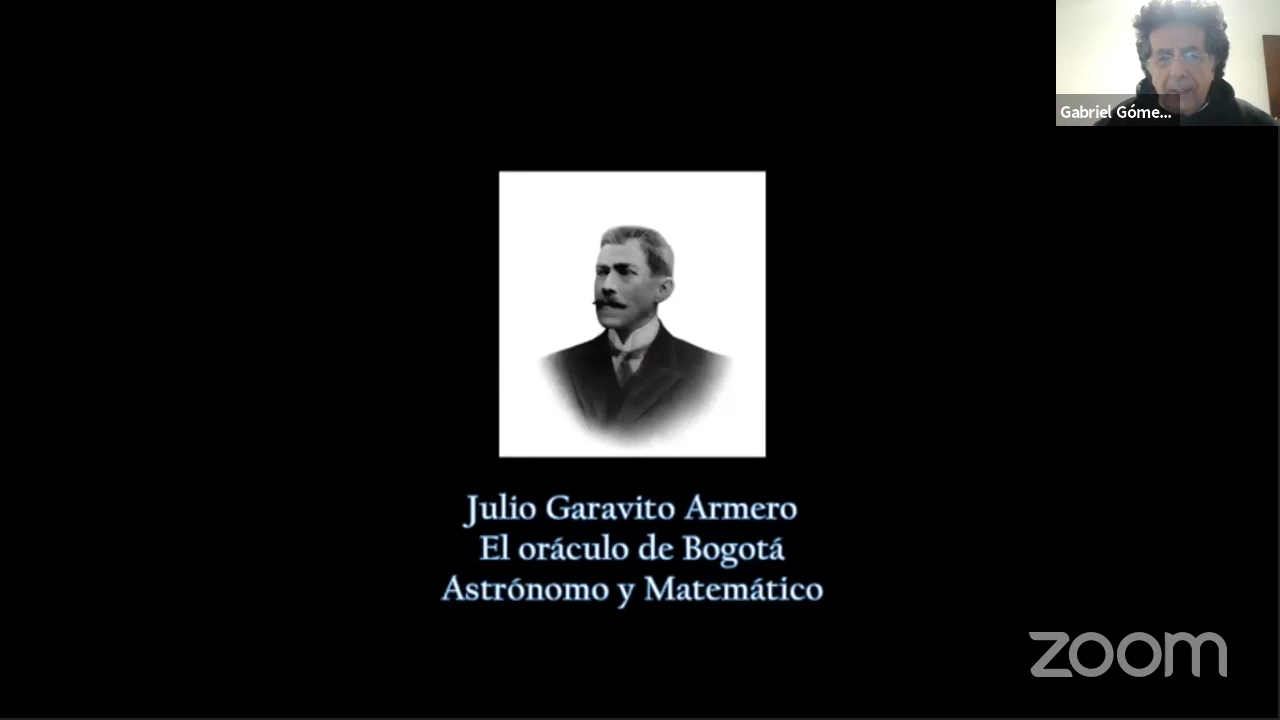 Gabriel Góme...
Julio Garavito Armero
El oráculo de Bogotá
Astrónomo y Matemático
zoom